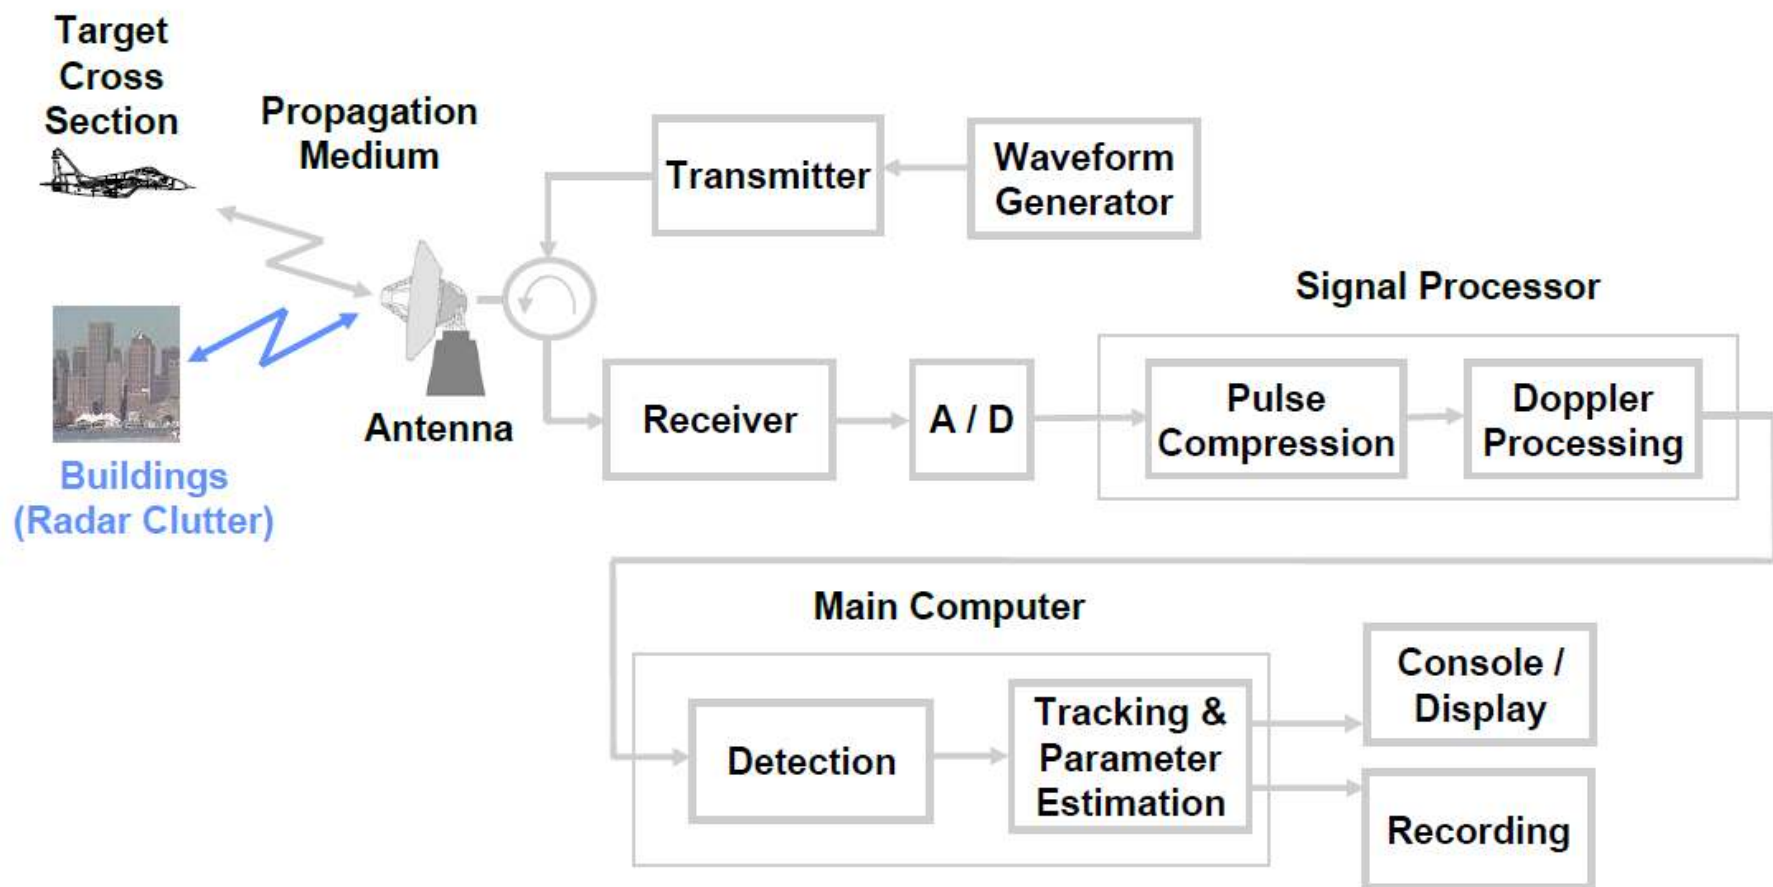 Target
Cross
Section
Propagation
Medium
Transmitter
Waveform
Generator
Signal Processor
Antenna
Receiver
A / D
Pulse
Compression
Doppler
Processing
Buildings
(Radar Clutter)
Main Computer
Detection
Tracking &
Parameter
Estimation
Console /
Display
Recording